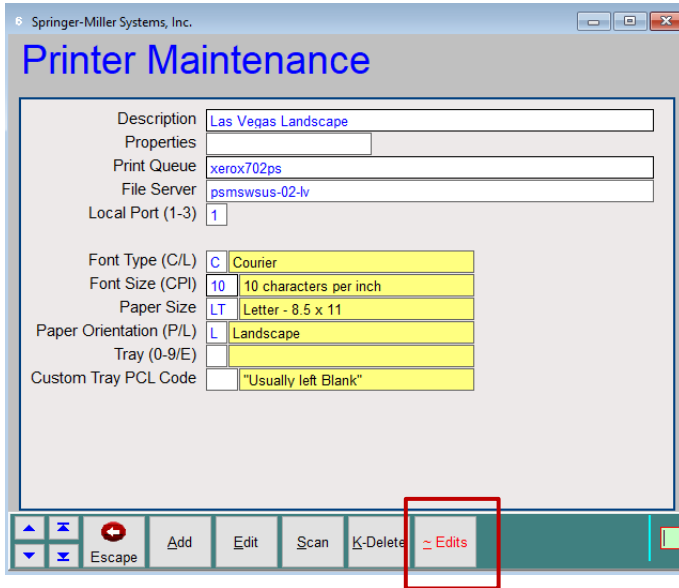 6 Springer-Miller Systems, Inc.
Printer Maintenance
Description Las Vegas Landscape
Properties
Print Queue xerox702ps
File Server psmswsus-02-lv
Local Port (1-3) 1
Font Type (C/L) C Courier
Font Size (CPI) 10 10 characters per inch
Paper Size LT Letter - 8.5 x 11
Paper Orientation (P/L) L Landscape
Tray (0-9/E)
Custom Tray PCL Code "Usually left Blank"
Escape Add Edit Scan K-Delete ~ Edits